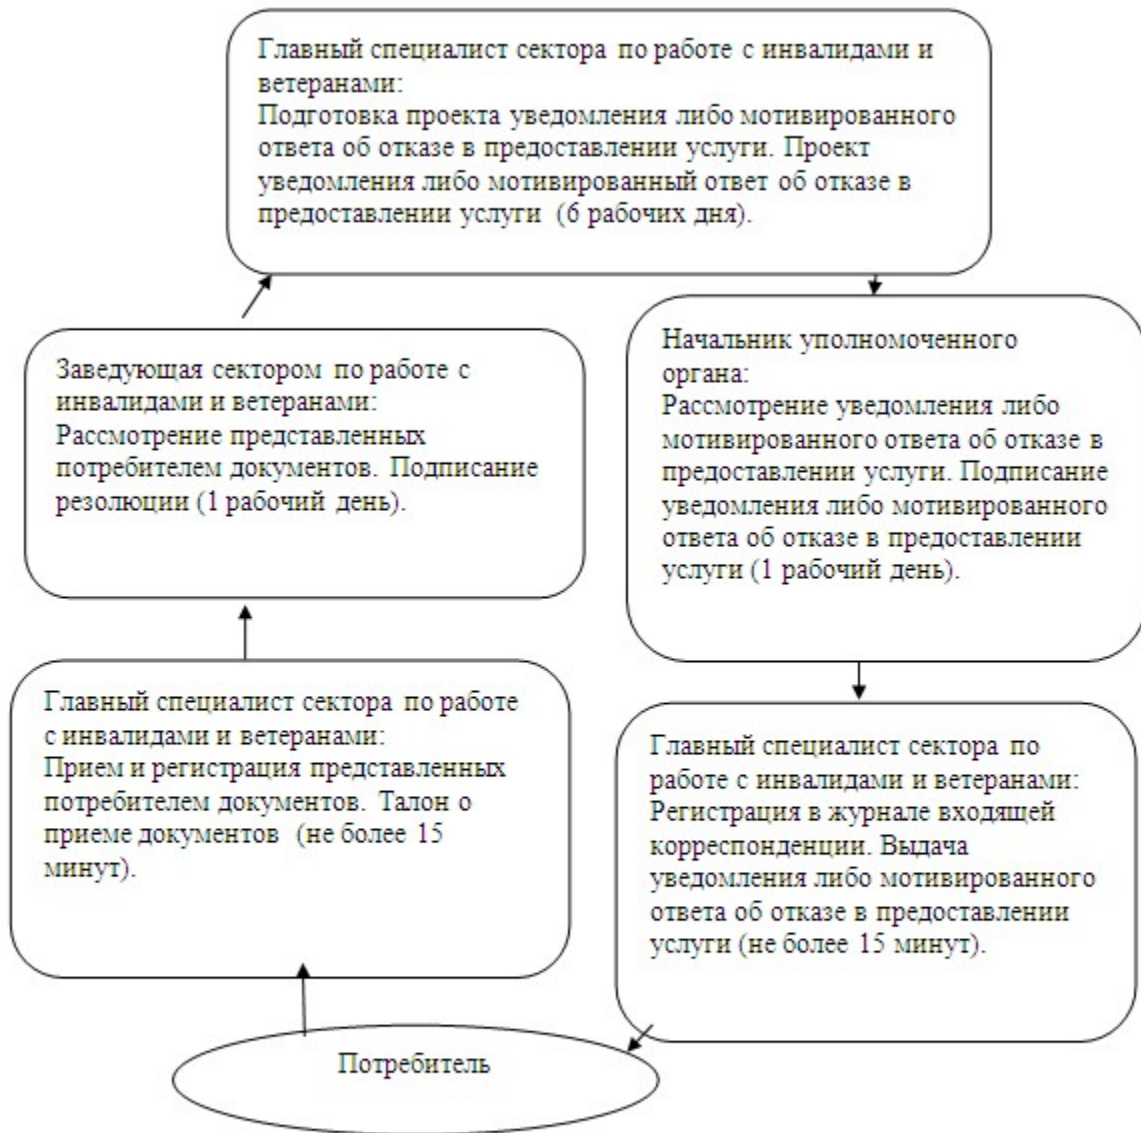 Главный специалист сектора по работе с инвалидами и
ветеранами:
Подготовка проекта уведомления либо мотивированного
ответа об отказе в предоставлении услуги. Проект
уведомления либо мотивированный ответ об отказе в
предоставлении услуги (6 рабочих дня).
Заведующая сектором по работе с
инвалидами и ветеранами:
Рассмотрение представленных
потребителем документов. Подписание
резолюции (1 рабочий день).
Начальник уполномоченного
органа:
Рассмотрение уведомления либо
мотивированного ответа об отказе в
предоставлении услуги. Подписание
уведомления либо мотивированного
ответа об отказе в предоставлении
услуги (1 рабочий день).
Главный специалист сектора по работе
с инвалидами и ветеранами:
Прием и регистрация представленных
потребителем документов. Талон о
приеме документов (не более 15
минут).
Главный специалист сектора по
работе с инвалидами и ветеранами:
Регистрация в журнале входящей
корреспонденции. Выдача
уведомления либо мотивированного
ответа об отказе в предоставлении
услуги (не более 15 минут).
Потребитель